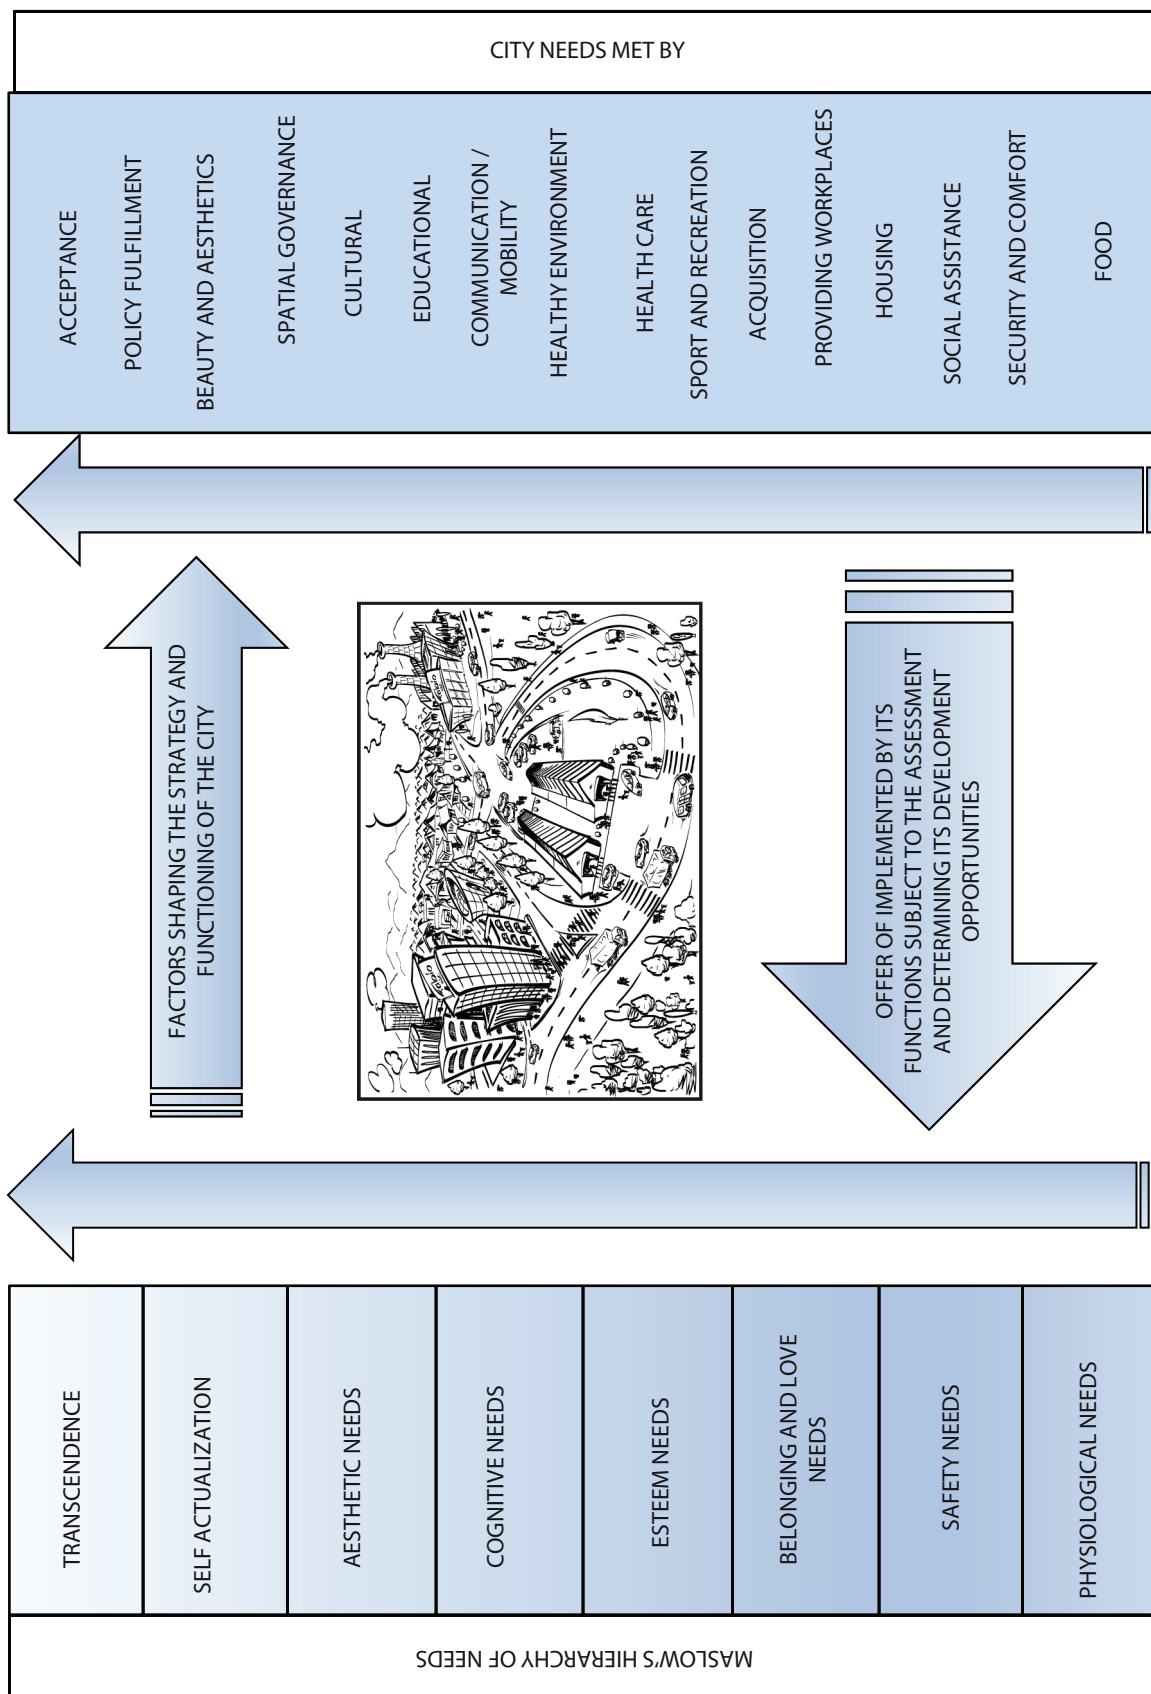 CITY NEEDS MET BY
ACCEPTANCE
POLICY FULFILLMENT
BEAUTY AND AESTHETICS
SPATIAL GOVERNANCE
CULTURAL
EDUCATIONAL
COMMUNICATION /
MOBILITY
HEALTHY ENVIRONMENT
HEALTH CARE
SPORT AND RECREATION
ACQUISITION
PROVIDING WORKPLACES
HOUSING
SOCIAL ASSISTANCE
SECURITY AND COMFORT
FOOD
FACTORS SHAPING THE STRATEGY AND
FUNCTIONING OF THE CITY
OFFER OF IMPLEMENTED BY ITS
FUNCTIONS SUBJECT TO THE ASSESSMENT
AND DETERMINING ITS DEVELOPMENT
OPPORTUNITIES
TRANSCENDENCE
SELF ACTUALIZATION
AESTHETIC NEEDS
COGNITIVE NEEDS
ESTEEM NEEDS
BELONGING AND LOVE
NEEDS
SAFETY NEEDS
PHYSIOLOGICAL NEEDS
MASLOW'S HIERARCHY OF NEEDS